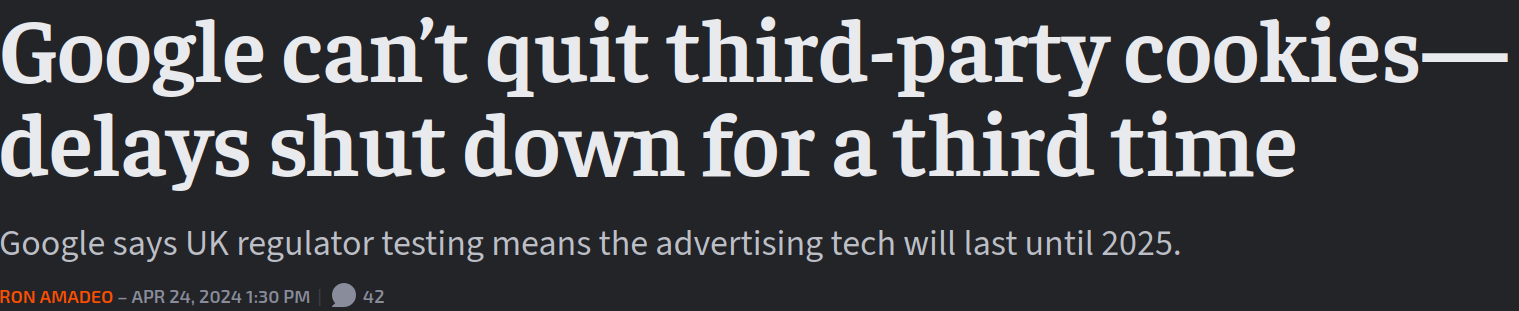 Google can’t quit third-party cookies—
delays shut down for a third time
Google says UK regulator testing means the advertising tech will last until 2025.
RON AMADEO – APR 24, 2024 1:30 PM | 42